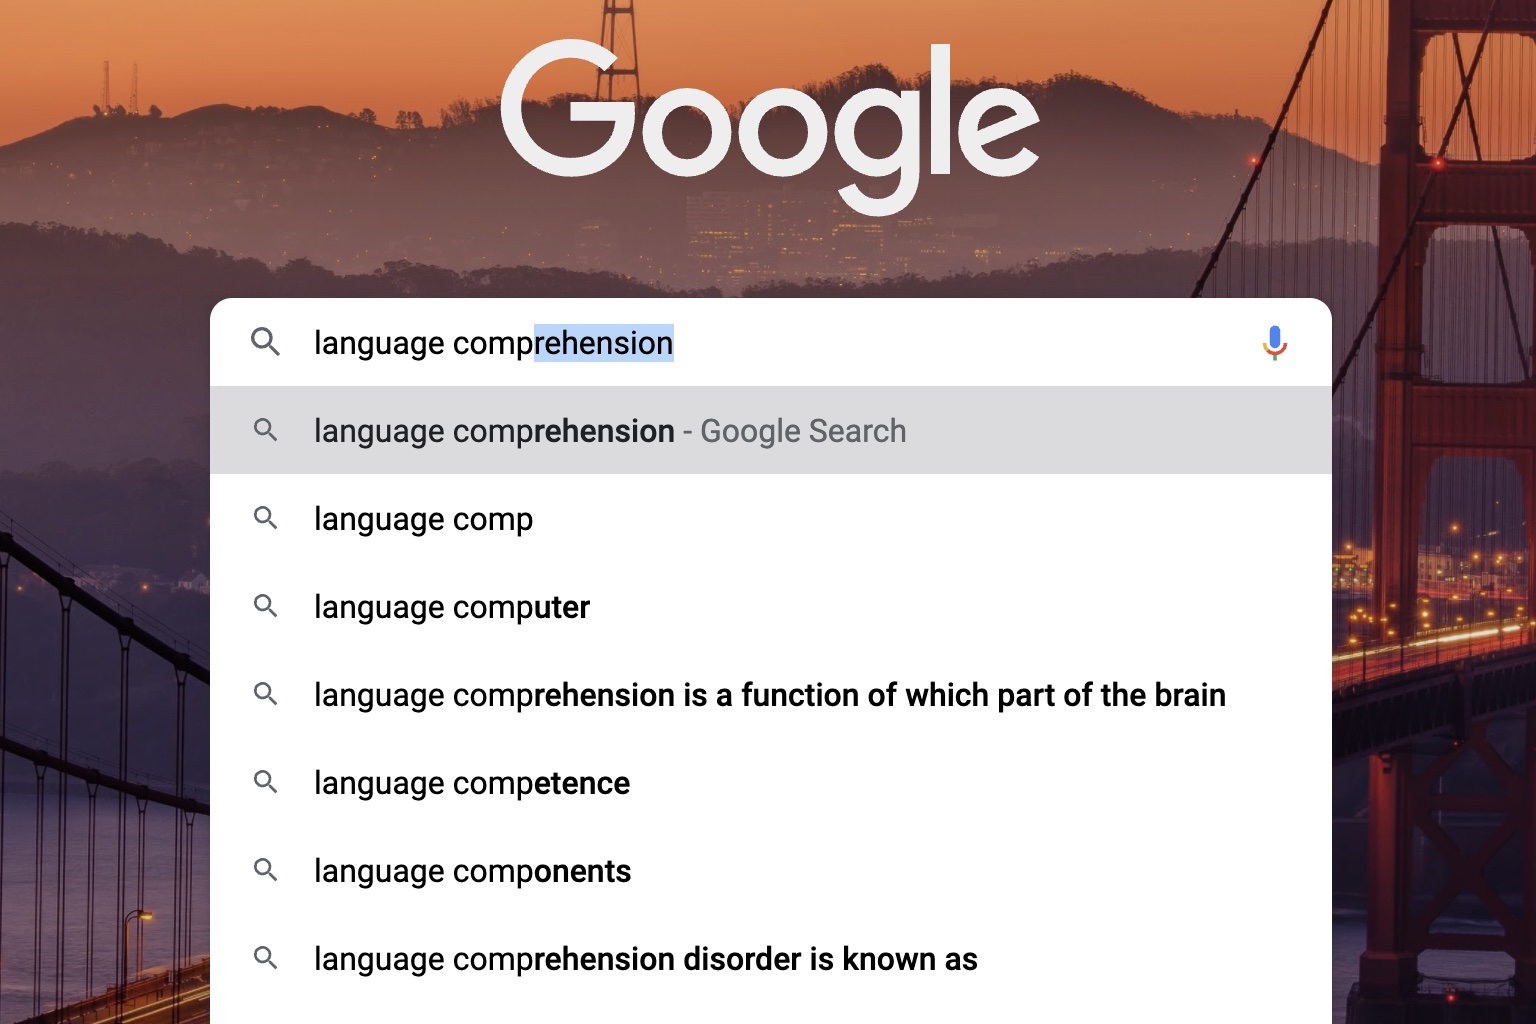 Google
language comprehension
language comprehension - Google Search
language comp
language computer
language comprehension is a function of which part of the brain
language competence
language components
language comprehension disorder is known as